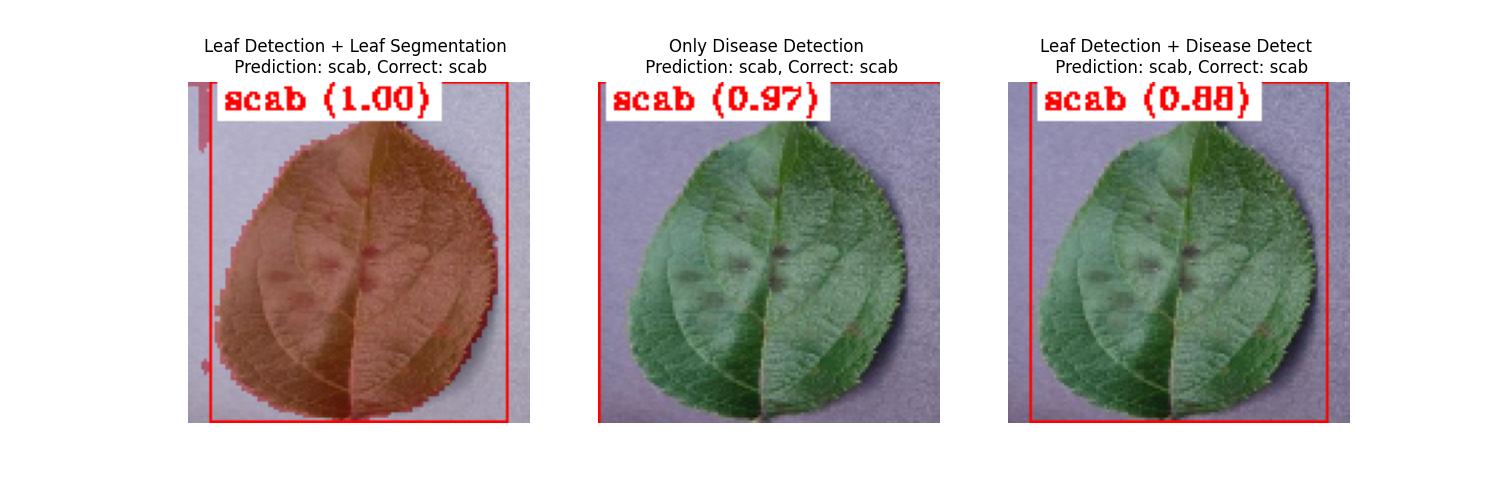 Leaf Detection + Leaf Segmentation
Prediction: scab, Correct: scab
scab (1.00)
Only Disease Detection
Prediction: scab, Correct: scab
scab (0.97)
Leaf Detection + Disease Detect
Prediction: scab, Correct: scab
scab (0.88)